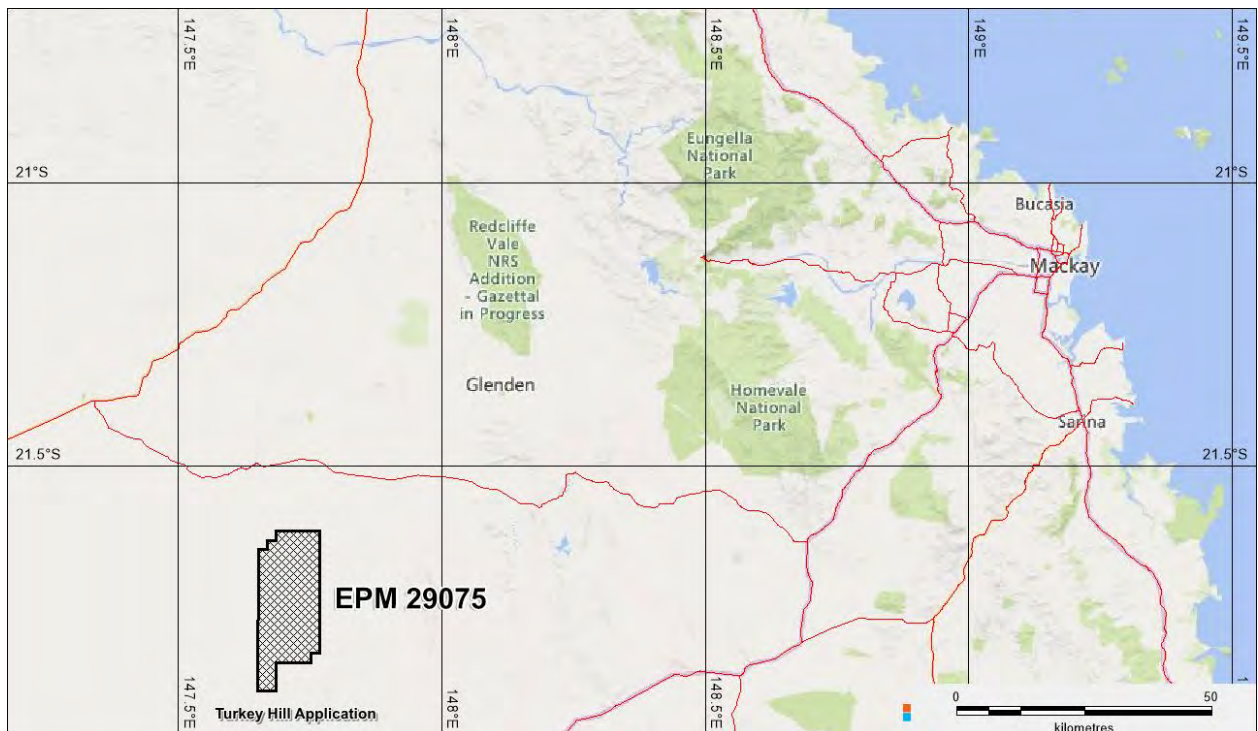 147.5°E
148°E
148.5°E
149°E
149.5°E
Eungella
National
Park
21°S
21°S
Bucasia
Redcliffe
Vale
NRS
Addition
- Gazettal
in Progress
Mackay
Glenden
Homevale
National
Park
Sarina
21.5°S
21.5°S
EPM 29075
147.5°E
148°E
148.5°E
1
0
50
Turkey Hill Application
kilometres